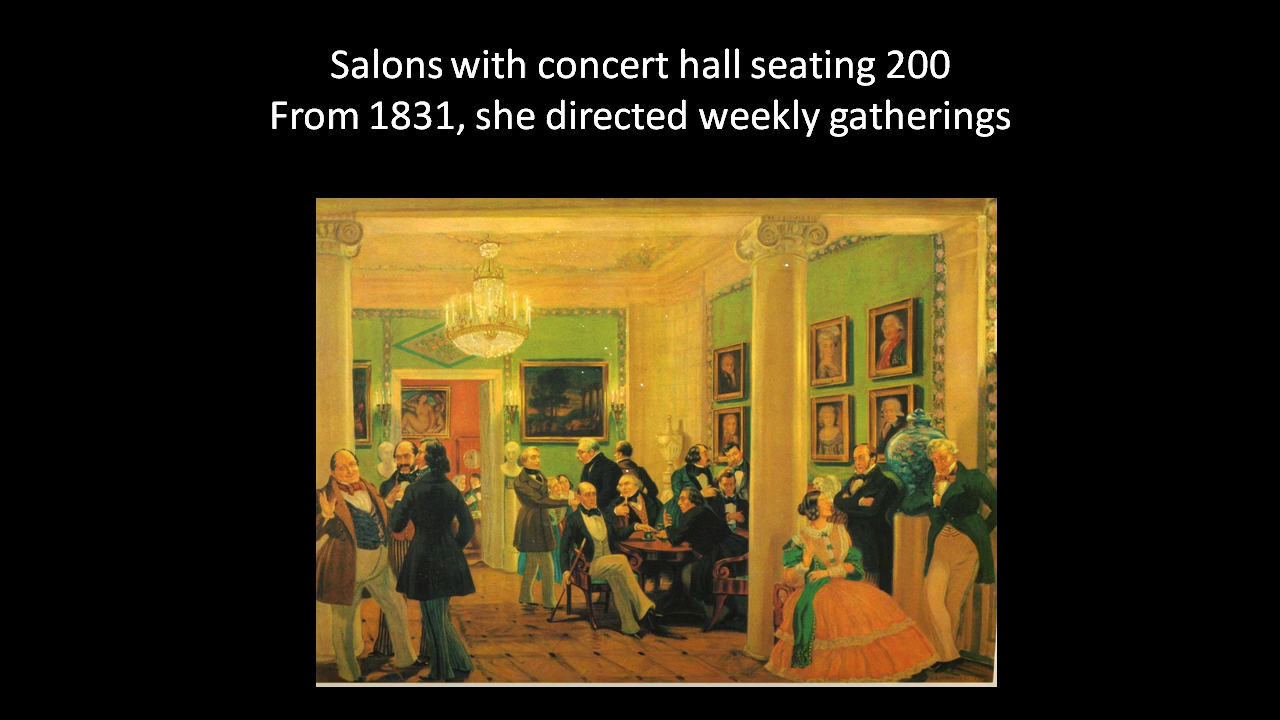 Salons with concert hall seating 200
From 1831, she directed weekly gatherings